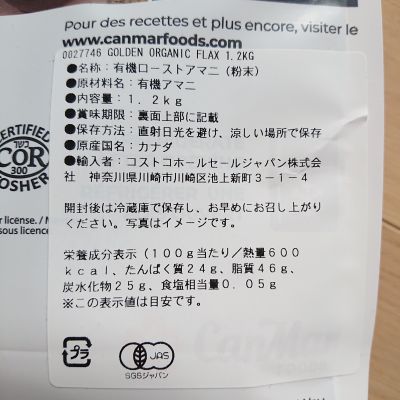 Pour des recettes et plus encore, visiter le
www.canmarfoods.com
0027746 GOLDEN ORGANIC FLAX 1.2KG
●名称：有機ローストアマニ（粉末）
●原材料名：有機アマニ
●内容量：１．２ｋｇ
●賞味期限：裏面上部に記載
●保存方法：直射日光を避け、涼しい場所で保存
●原産国名：カナダ
●輸入者：コストコホールセールジャパン株式会
社　神奈川県川崎市川崎区池上新町３－１－４
開封後は冷蔵庫で保存し、お早めにお召し上がり
ください。写真はイメージです。
栄養成分表示（１００ｇ当たり／熱量６００
ｋｃａｌ、たんぱく質２４ｇ、脂質４６ｇ、
炭水化物２５ｇ、食塩相当量０．０５ｇ
※この表示値は目安です。
プラ
JAS
SGSジャパン
CERTIFIED
כשר
COR
300
KOSHER
r license. / M
sous licence
CanMar